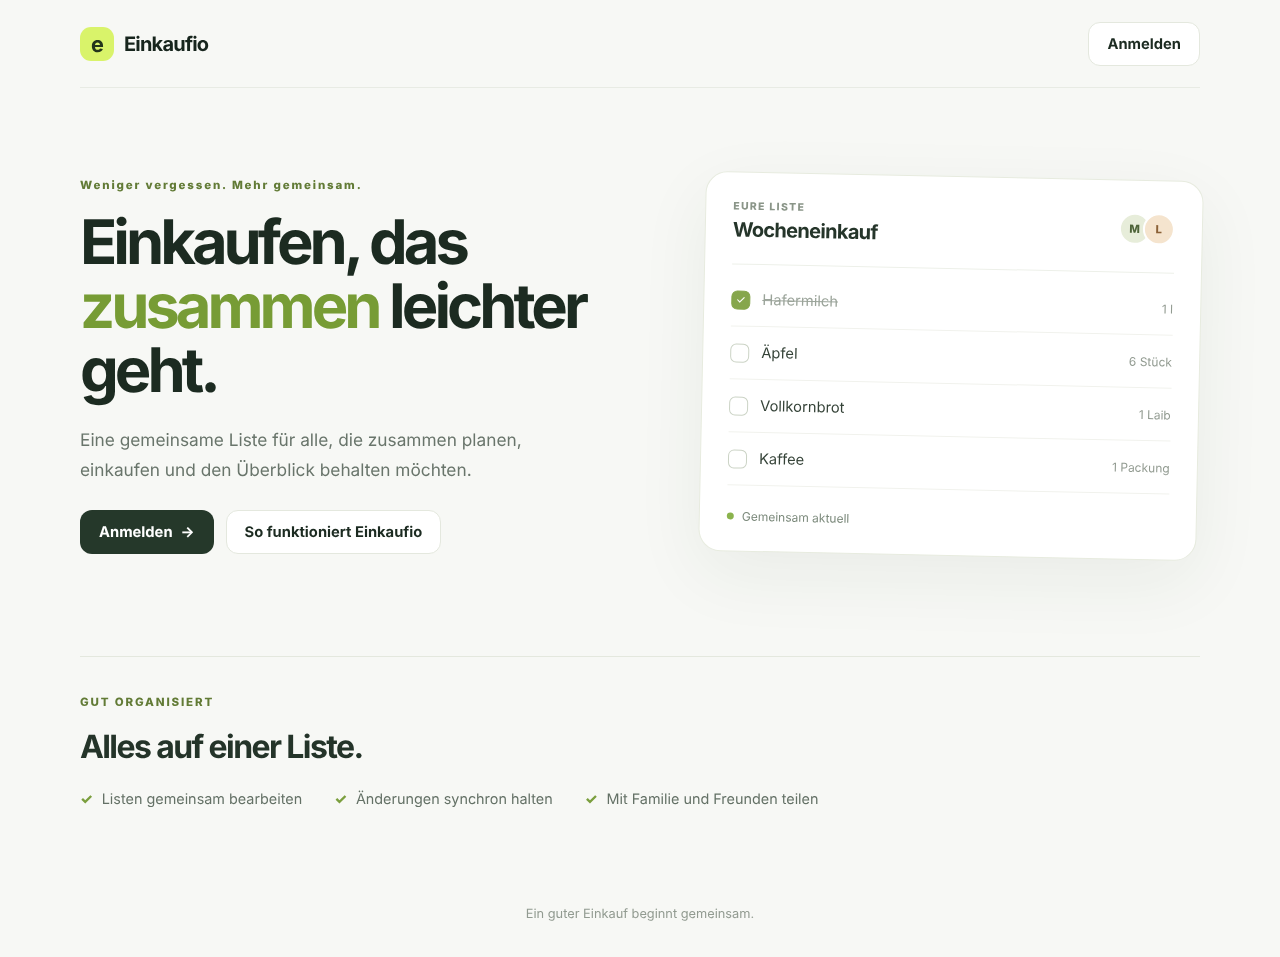 e Einkaufio
Anmelden
Weniger vergessen. Mehr gemeinsam.
Einkaufen, das
zusammen leichter
geht.
Eine gemeinsame Liste für alle, die zusammen planen,
einkaufen und den Überblick behalten möchten.
Anmelden →
So funktioniert Einkaufio
EURE LISTE
Wocheneinkauf
M L
Hafermilch 1 l
Äpfel 6 Stück
Vollkornbrot 1 Laib
Kaffee 1 Packung
Gemeinsam aktuell
GUT ORGANISIERT
Alles auf einer Liste.
Listen gemeinsam bearbeiten
Änderungen synchron halten
Mit Familie und Freunden teilen
Ein guter Einkauf beginnt gemeinsam.